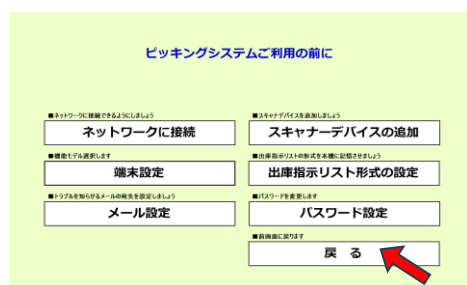 ピッキングシステムご利用の前に
■ネットワークに接続できるようにしましょう
ネットワークに接続
■機能モデル選択します
端末設定
■トラブルを知らせるメールの宛先を設定しましょう
メール設定
■スキャナデバイスを追加しましょう
スキャナーデバイスの追加
■出庫指示リストの形式を本機に記憶させましょう
出庫指示リスト形式の設定
■パスワードを変更します
パスワード設定
■前画面に戻ります
戻 る